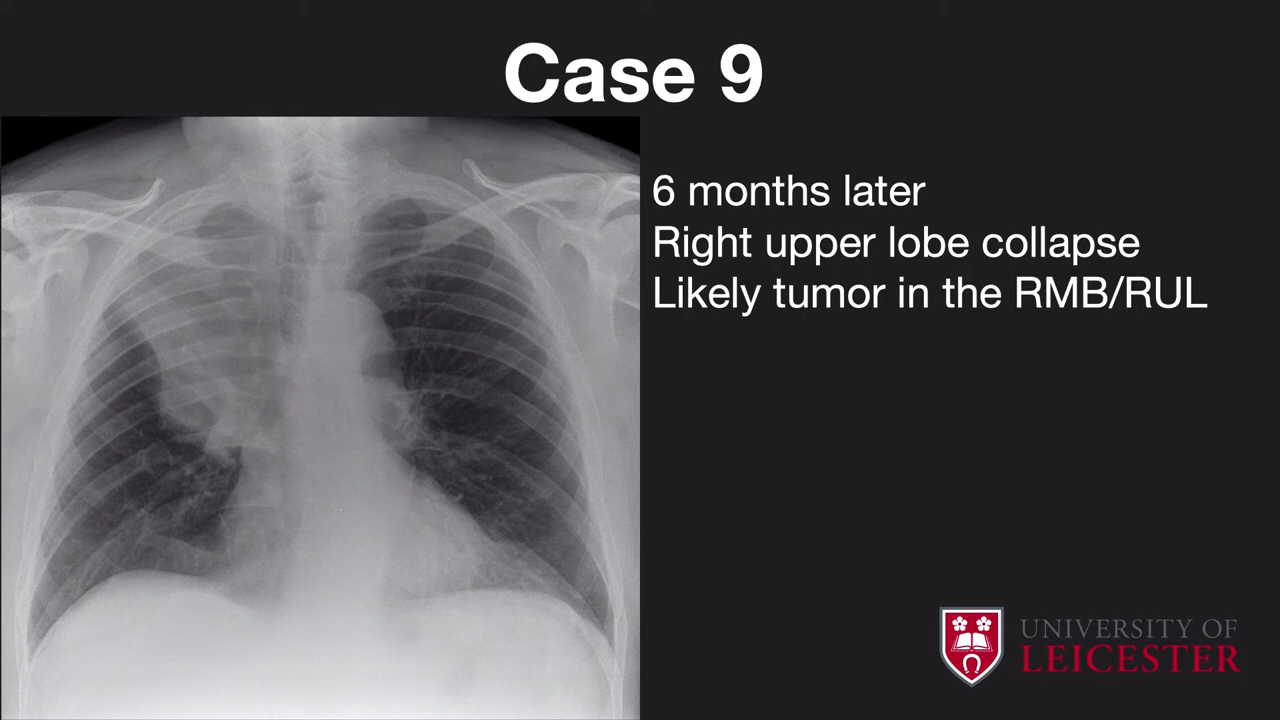 Case 9
6 months later
Right upper lobe collapse
Likely tumor in the RMB/RUL
UNIVERSITY OF
LEICESTER